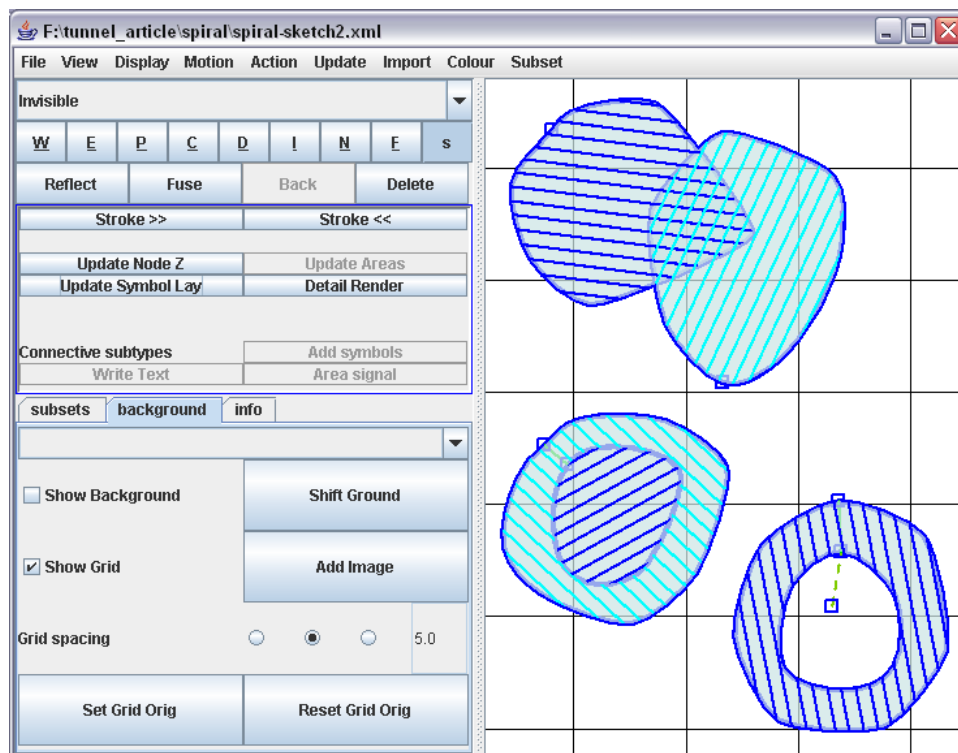 F:\tunnel_article\spiral\spiral-sketch2.xml
File View Display Motion Action Update Import Colour Subset
Invisible
W E P C D I N F s
Reflect Fuse Back Delete
Stroke >> Stroke <<
Update Node Z Update Areas
Update Symbol Lay Detail Render
Connective subtypes Add symbols
Write Text Area signal
subsets background info
Show Background Shift Ground
Show Grid Add Image
Grid spacing 5.0
Set Grid Orig Reset Grid Orig